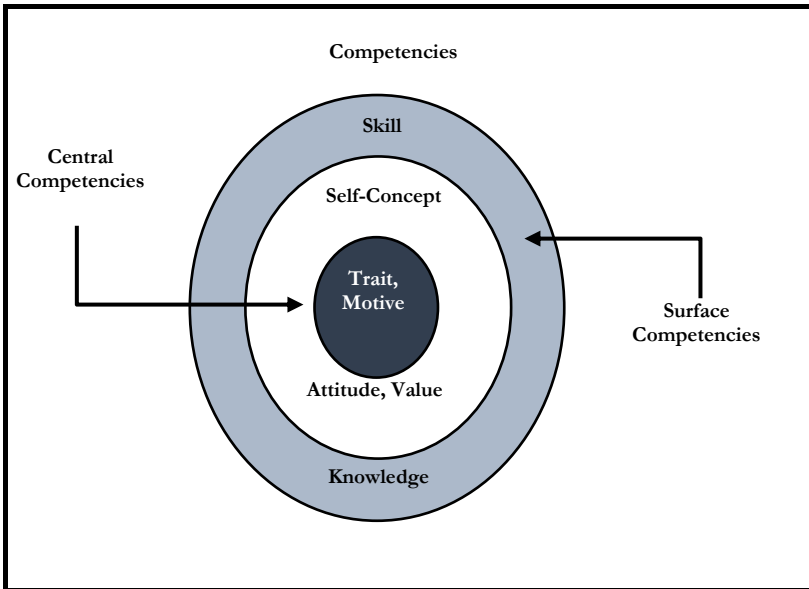 Competencies
Skill
Central
Competencies
Self-Concept
Trait,
Motive
Surface
Competencies
Attitude, Value
Knowledge